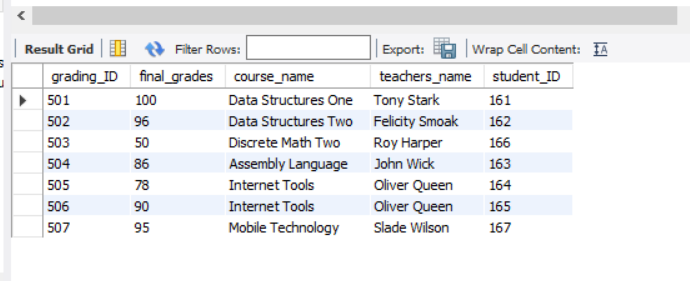 Result Grid Filter Rows: Export: Wrap Cell Content: IA
grading_ID final_grades course_name teachers_name student_ID
501 100 Data Structures One Tony Stark 161
502 96 Data Structures Two Felicity Smoak 162
503 50 Discrete Math Two Roy Harper 166
504 86 Assembly Language John Wick 163
505 78 Internet Tools Oliver Queen 164
506 90 Internet Tools Oliver Queen 165
507 95 Mobile Technology Slade Wilson 167